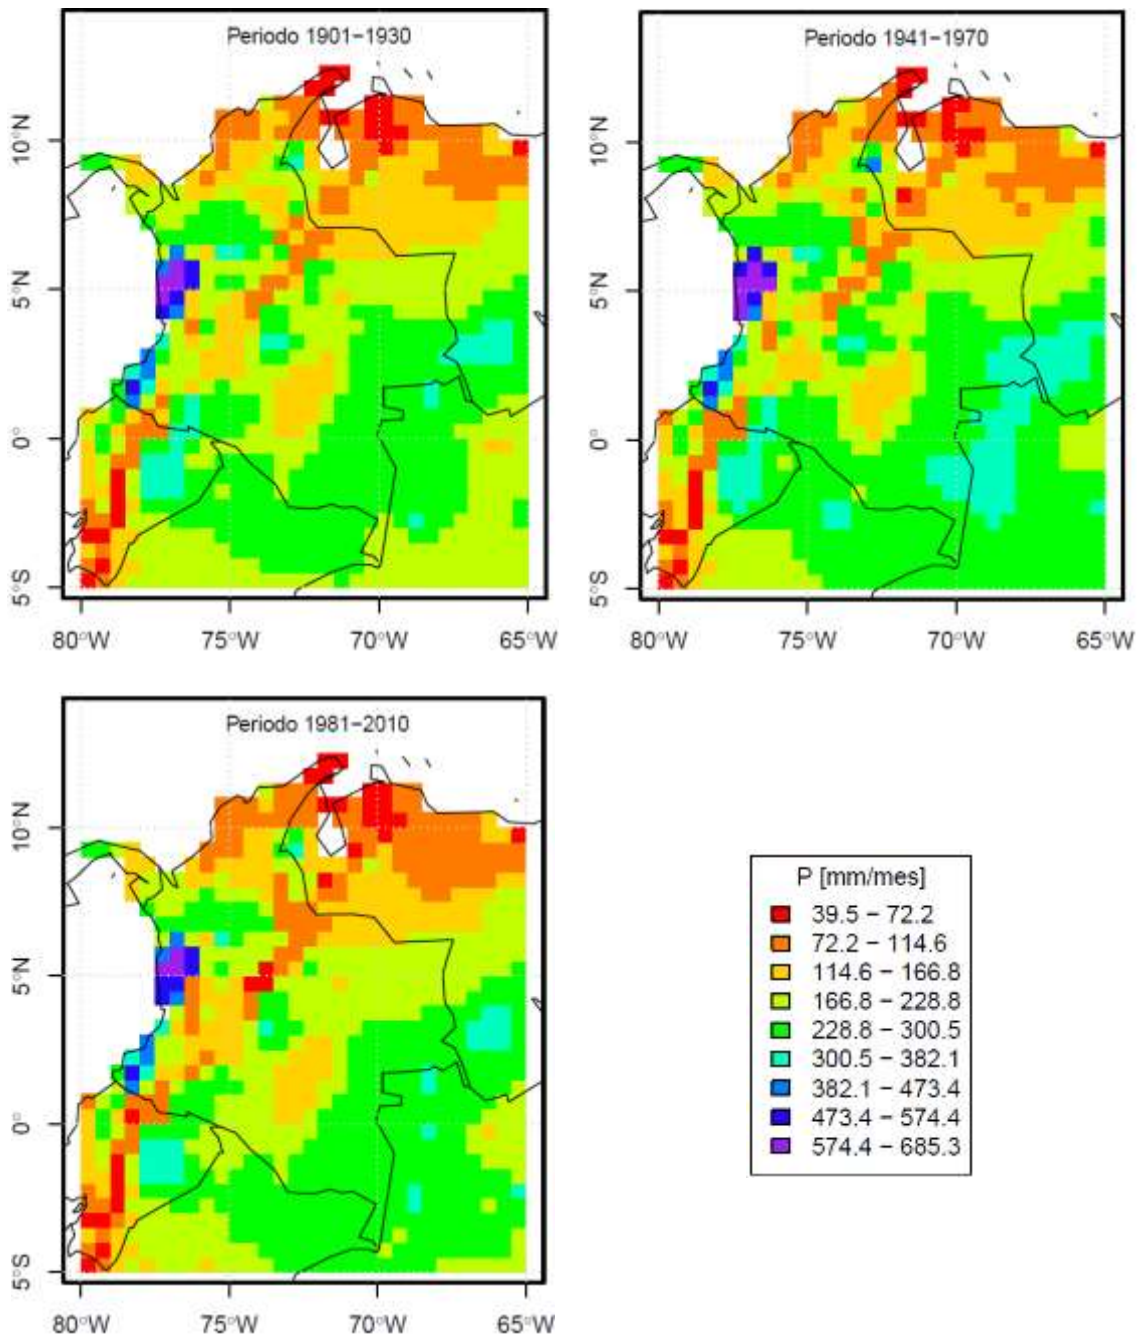 Periodo 1901−1930
10°N
5°N
0°
5°S
80°W 75°W 70°W 65°W
Periodo 1941−1970
10°N
5°N
0°
5°S
80°W 75°W 70°W 65°W
Periodo 1981−2010
10°N
5°N
0°
5°S
80°W 75°W 70°W 65°W
P [mm/mes]
39.5 − 72.2
72.2 − 114.6
114.6 − 166.8
166.8 − 228.8
228.8 − 300.5
300.5 − 382.1
382.1 − 473.4
473.4 − 574.4
574.4 − 685.3